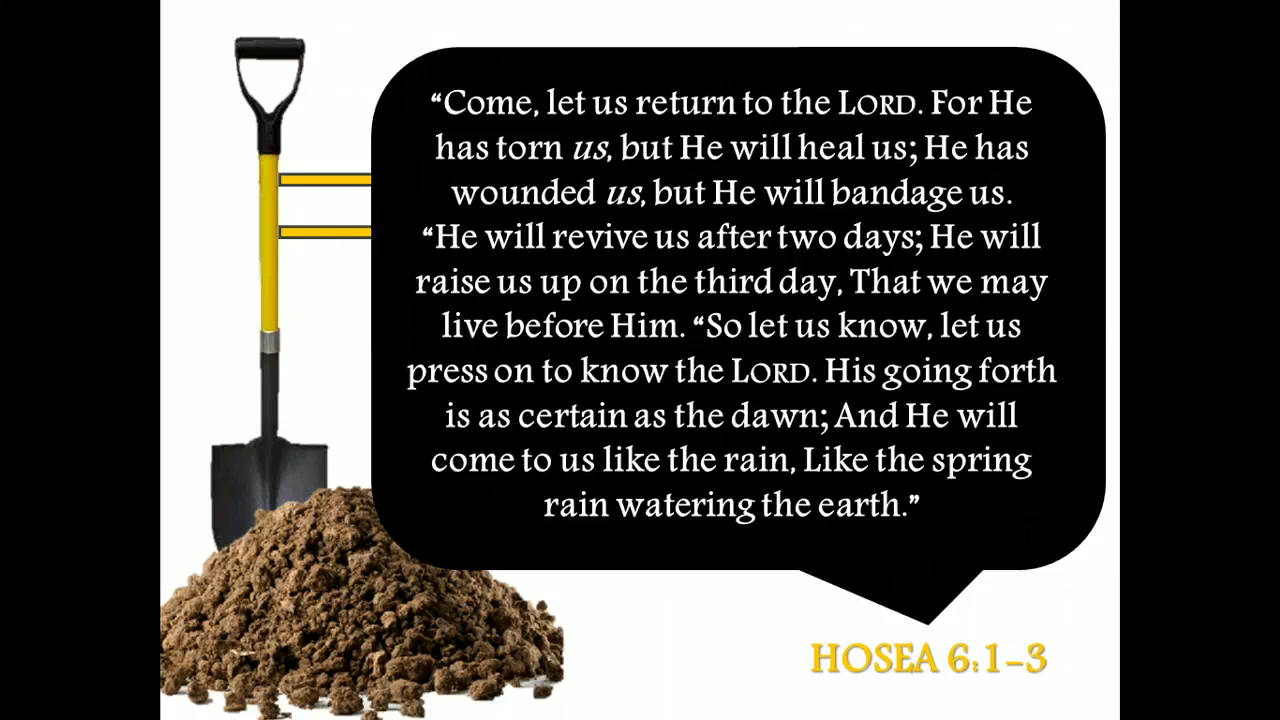 “Come, let us return to the LORD. For He
has torn us, but He will heal us; He has
wounded us, but He will bandage us.
“He will revive us after two days; He will
raise us up on the third day, That we may
live before Him. “So let us know, let us
press on to know the LORD. His going forth
is as certain as the dawn; And He will
come to us like the rain, Like the spring
rain watering the earth.”
HOSEA 6:1-3